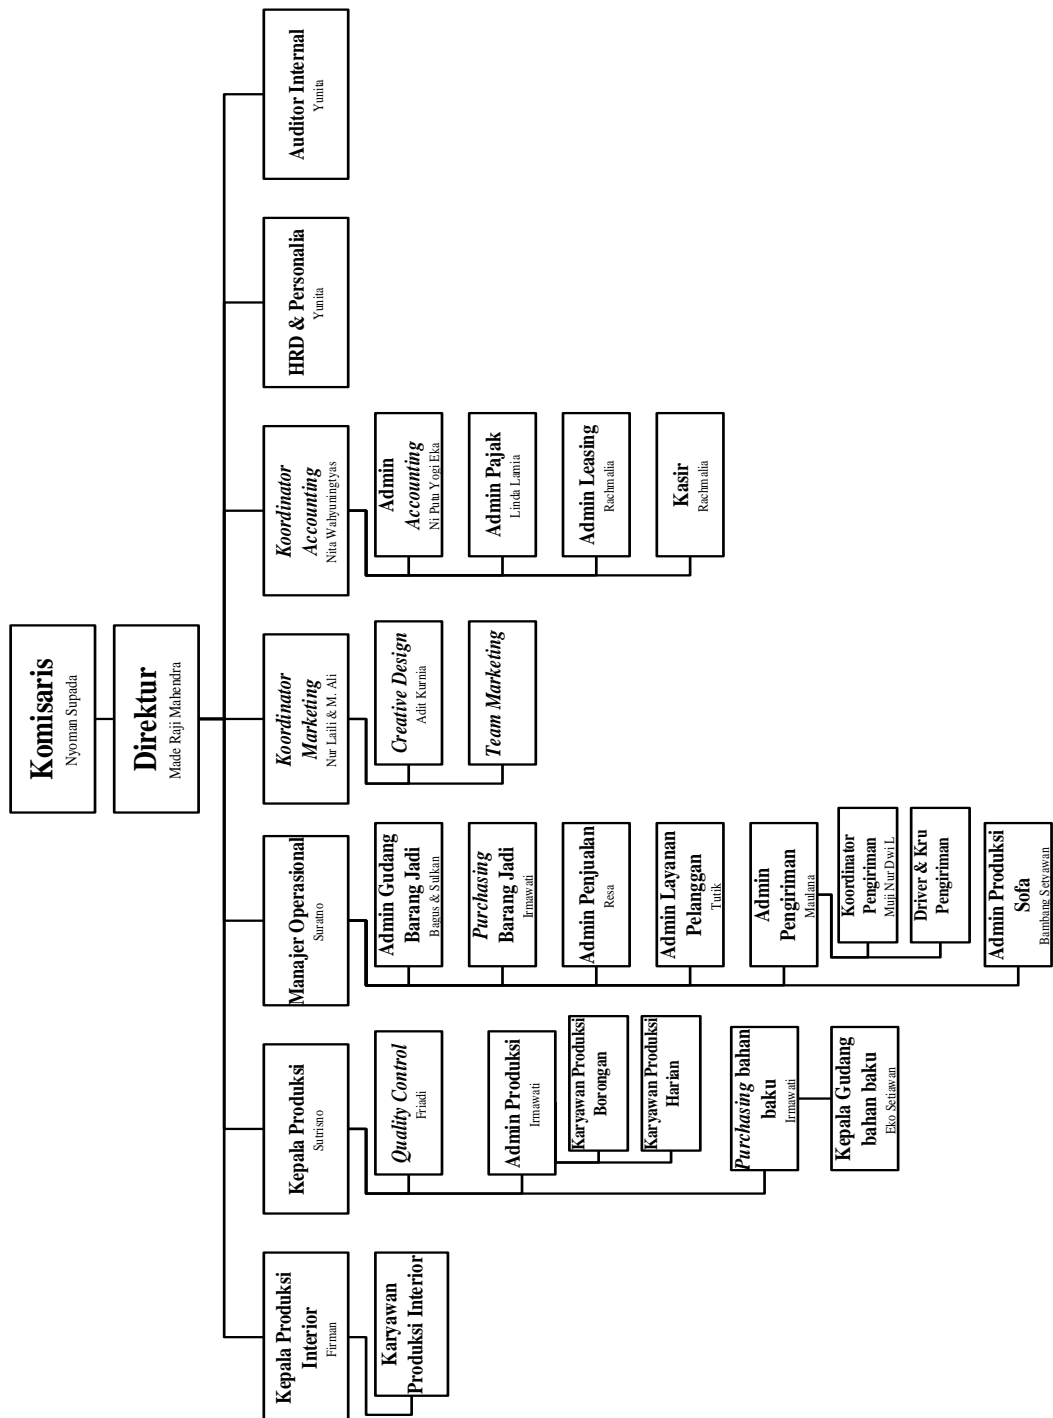 Komisaris
Nyoman Supada
Direktur
Made Raji Mahendra
Kepala Produksi
Interior
Firman
Karyawan
Produksi Interior
Kepala Produksi
Sutrisno
Quality Control
Friadi
Admin Produksi
Irmawati
Karyawan Produksi
Borongan
Karyawan Produksi
Harian
Purchasing bahan
baku
Irmawati
Kepala Gudang
bahan baku
Eko Setiawan
Manajer Operasional
Suratno
Admin Gudang
Barang Jadi
Bagus & Sulkan
Purchasing
Barang Jadi
Irmawati
Admin Penjualan
Resa
Admin Layanan
Pelanggan
Tutik
Admin
Pengiriman
Maulana
Koordinator
Pengiriman
Muji Nur Dwi L
Driver & Kru
Pengiriman
Admin Produksi
Sofa
Bambang Setyawan
Koordinator
Marketing
Nur Laili & M. Ali
Creative Design
Adit Kurnia
Team Marketing
Koordinator
Accounting
Nita Wahyuningtyas
Admin
Accounting
Ni Putu Yogi Eka
Admin Pajak
Linda Lamia
Admin Leasing
Rachmalia
Kasir
Rachmalia
HRD & Personalia
Yunita
Auditor Internal
Yunita